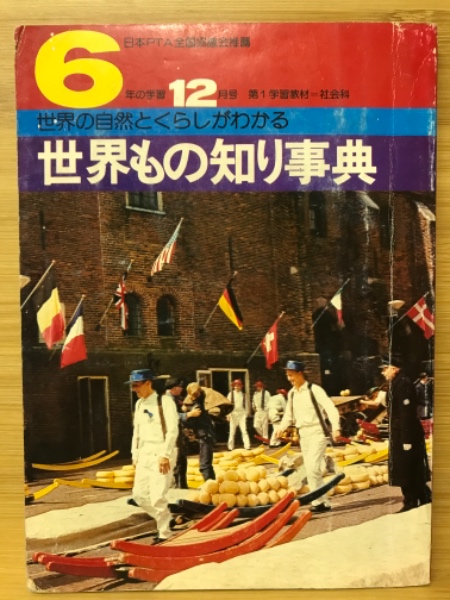 日本PTA全国協議会推薦
6年の学習 12月号 第1学習教材=社会科
世界の自然とくらしがわかる
世界もの知り事典